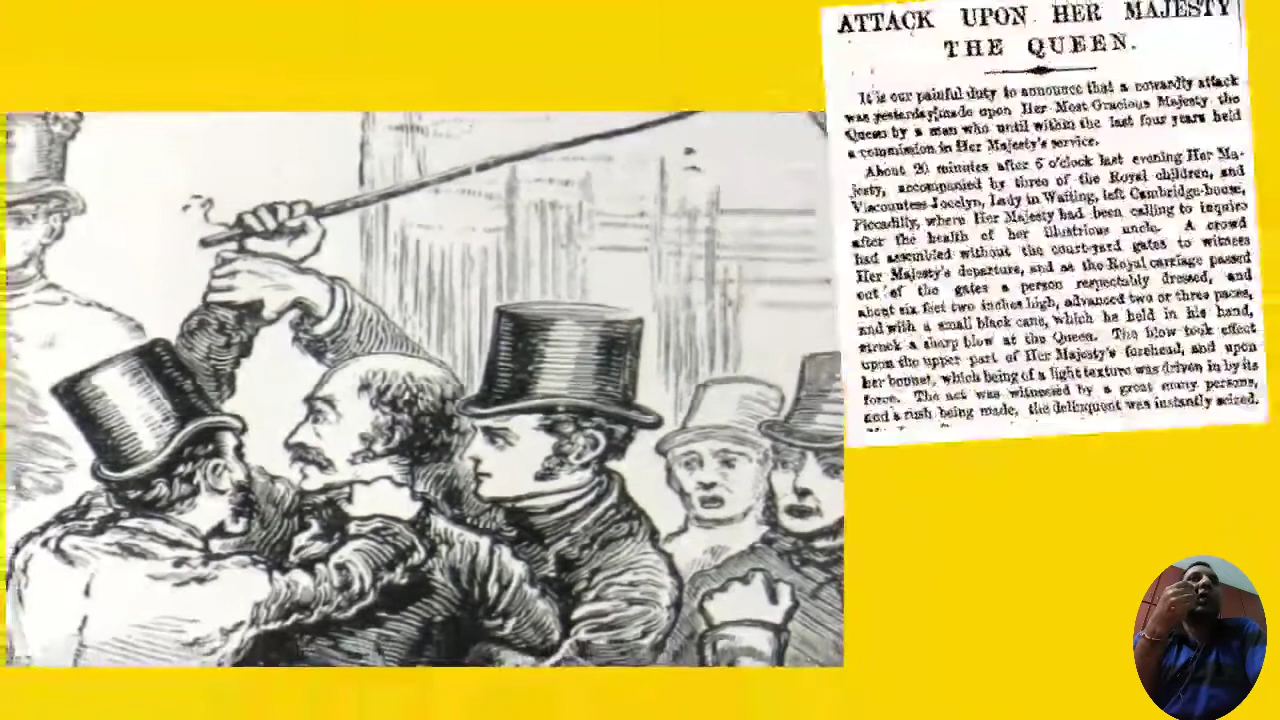 ATTACK UPON HER MAJESTY
THE QUEEN.
It is our painful duty to announce that a cowardly attack
was yesterday made upon Her Most Gracious Majesty the
Queen by a man who until within the last four years held
a commission in Her Majesty's service.
About 20 minutes after 6 o'clock last evening Her Ma-
jesty, accompanied by three of the Royal children, and
Viscountess Jocelyn, Lady in Waiting, left Cambridge-house,
Piccadilly, where Her Majesty had been calling to inquire
after the health of her illustrious uncle. A crowd
had assembled without the court-yard gates to witness
Her Majesty's departure, and as the Royal carriage passed
out of the gates a person respectably dressed, and
about six feet two inches high, advanced two or three paces,
and with a small black cane, which he held in his hand,
struck a sharp blow at the Queen. The blow took effect
upon the upper part of Her Majesty's forehead, and upon
her bonnet, which being of a light texture was driven in by its
force. The act was witnessed by a great many persons,
and a rush being made, the delinquent was instantly seized.